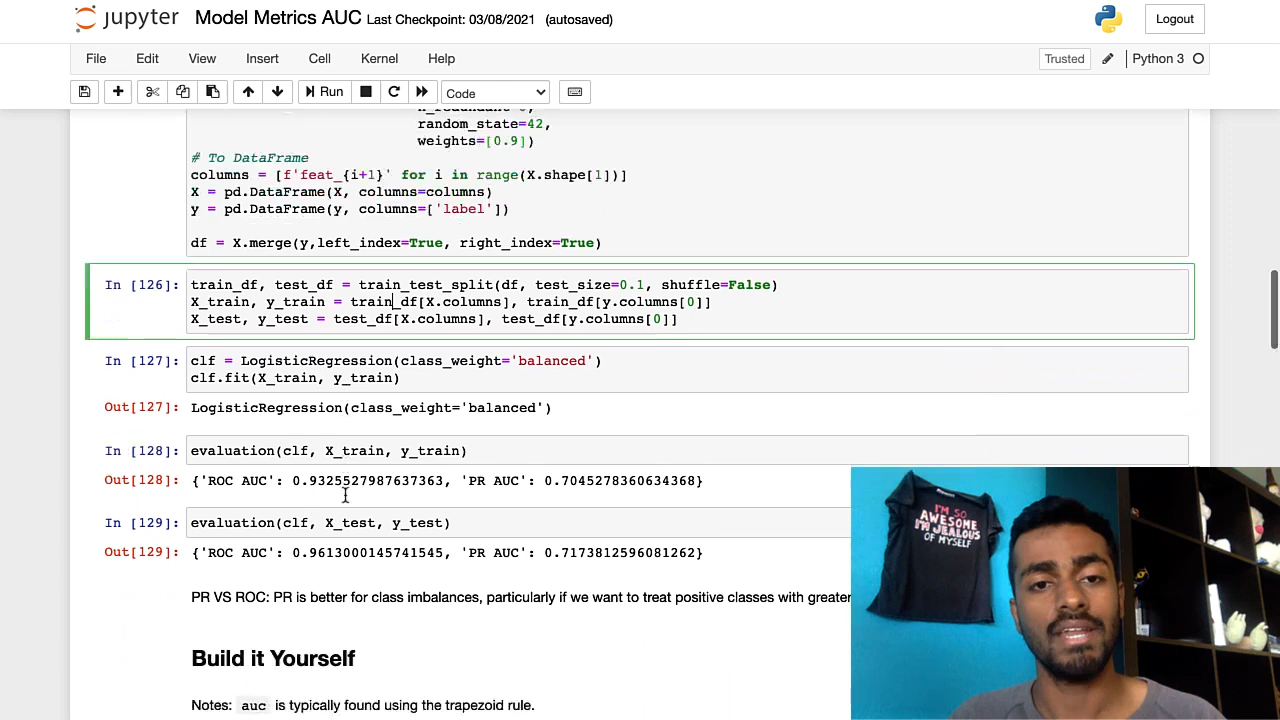 jupyter Model Metrics AUC Last Checkpoint: 03/08/2021 (autosaved) Logout
File Edit View Insert Cell Kernel Help Trusted Python 3
Run Code
random_state=42,
weights=[0.9])
# To DataFrame
columns = [f'feat_{i+1}' for i in range(X.shape[1])]
X = pd.DataFrame(X, columns=columns)
y = pd.DataFrame(y, columns=['label'])
df = X.merge(y,left_index=True, right_index=True)
In [126]: train_df, test_df = train_test_split(df, test_size=0.1, shuffle=False)
X_train, y_train = train_df[X.columns], train_df[y.columns[0]]
X_test, y_test = test_df[X.columns], test_df[y.columns[0]]
In [127]: clf = LogisticRegression(class_weight='balanced')
clf.fit(X_train, y_train)
Out[127]: LogisticRegression(class_weight='balanced')
In [128]: evaluation(clf, X_train, y_train)
Out[128]: {'ROC AUC': 0.9325527987637363, 'PR AUC': 0.7045278360634368}
In [129]: evaluation(clf, X_test, y_test)
Out[129]: {'ROC AUC': 0.9613000145741545, 'PR AUC': 0.7173812596081262}
PR VS ROC: PR is better for class imbalances, particularly if we want to treat positive classes with greater
Build it Yourself
Notes: auc is typically found using the trapezoid rule.
I'M SO
AWESOME
I'M JEALOUS
OF MYSELF